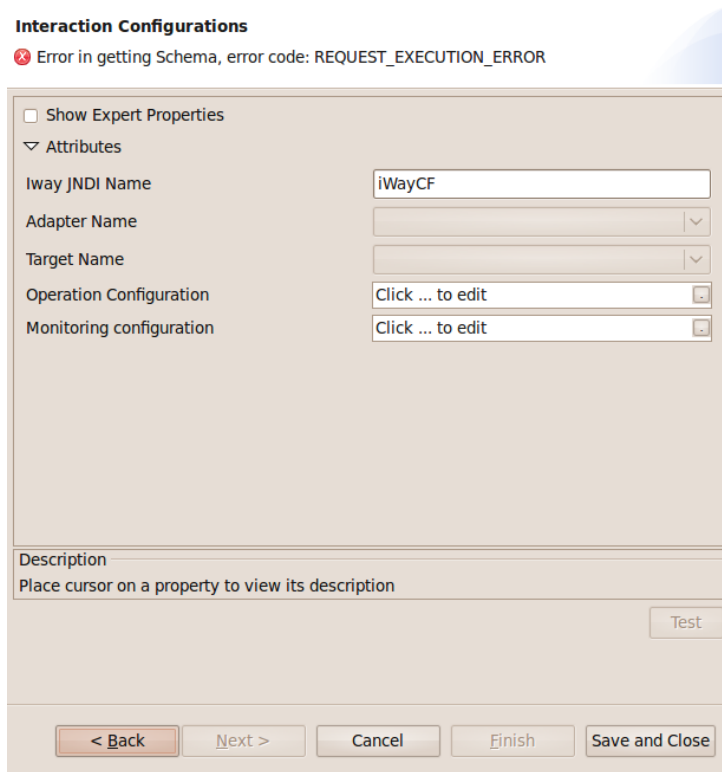 Interaction Configurations
Error in getting Schema, error code: REQUEST_EXECUTION_ERROR
Show Expert Properties
Attributes
Iway JNDI Name iWayCF
Adapter Name
Target Name
Operation Configuration Click ... to edit .
Monitoring configuration Click ... to edit .
Description
Place cursor on a property to view its description
Test
< Back Next > Cancel Finish Save and Close